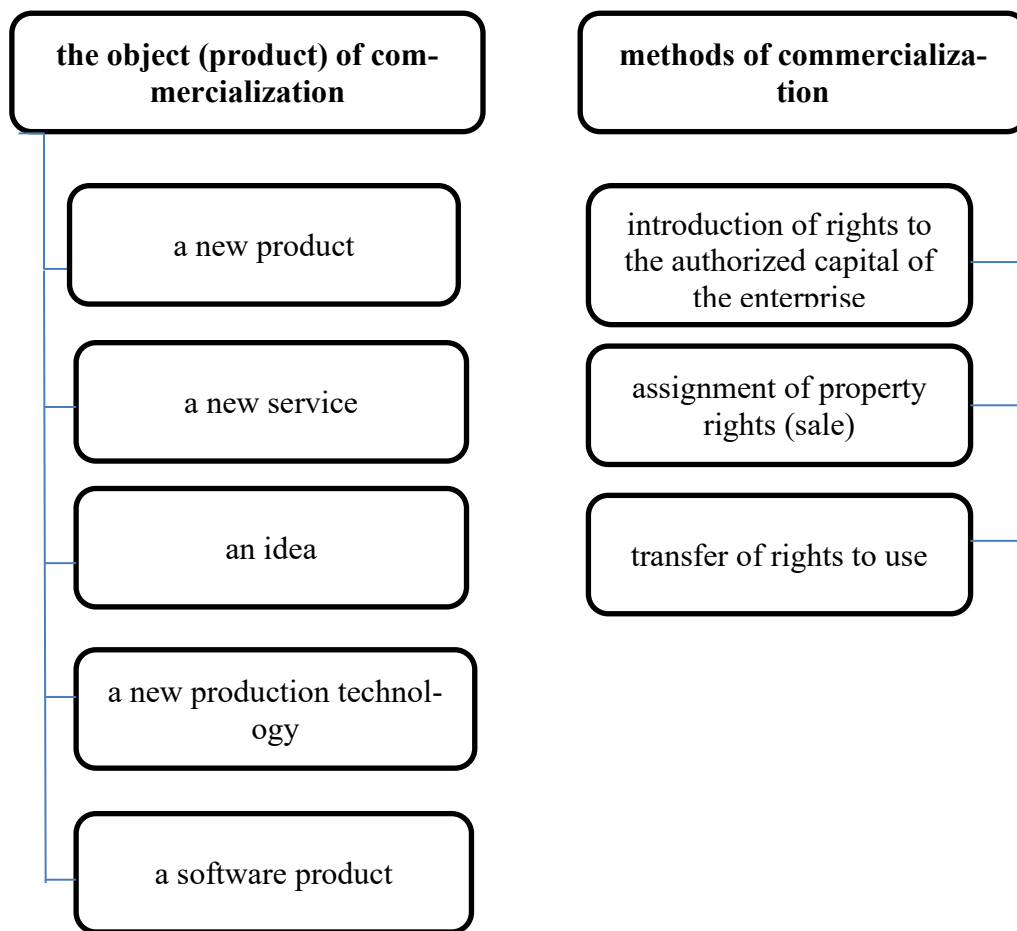 the object (product) of com-
mercialization
a new product
a new service
an idea
a new production technol-
ogy
a software product
methods of commercializa-
tion
introduction of rights to
the authorized capital of
the enterprise
assignment of property
rights (sale)
transfer of rights to use